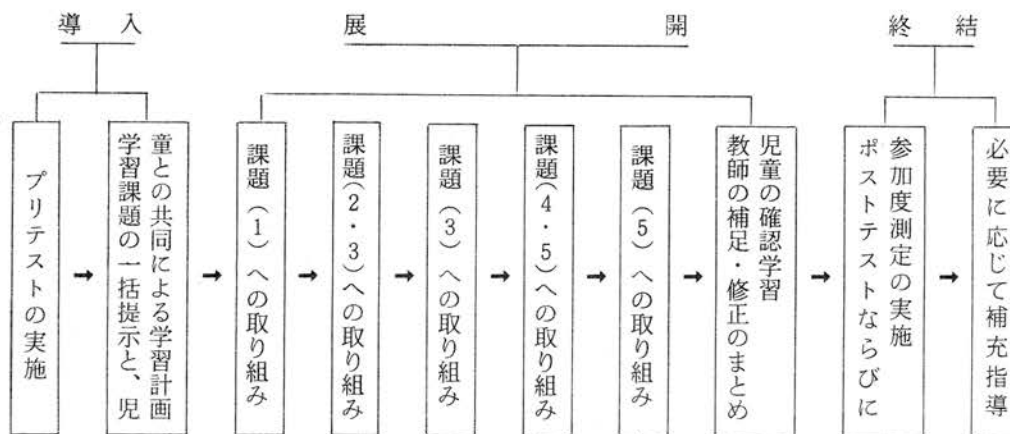 導入
展開
終結
プリテストの実施
学習課題の一括提示と、児
童との共同による学習計画
課題(1)への取り組み
課題(2・3)への取り組み
課題(3)への取り組み
課題(4・5)への取り組み
課題(5)への取り組み
教師の補足・修正のまとめ
児童の確認学習
ポストテストならびに
参加度測定の実施
必要に応じて補充指導